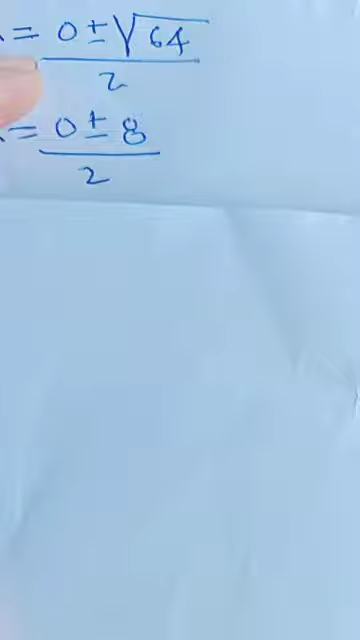 = 0 ± √64 / 2
= 0 ± 8 / 2